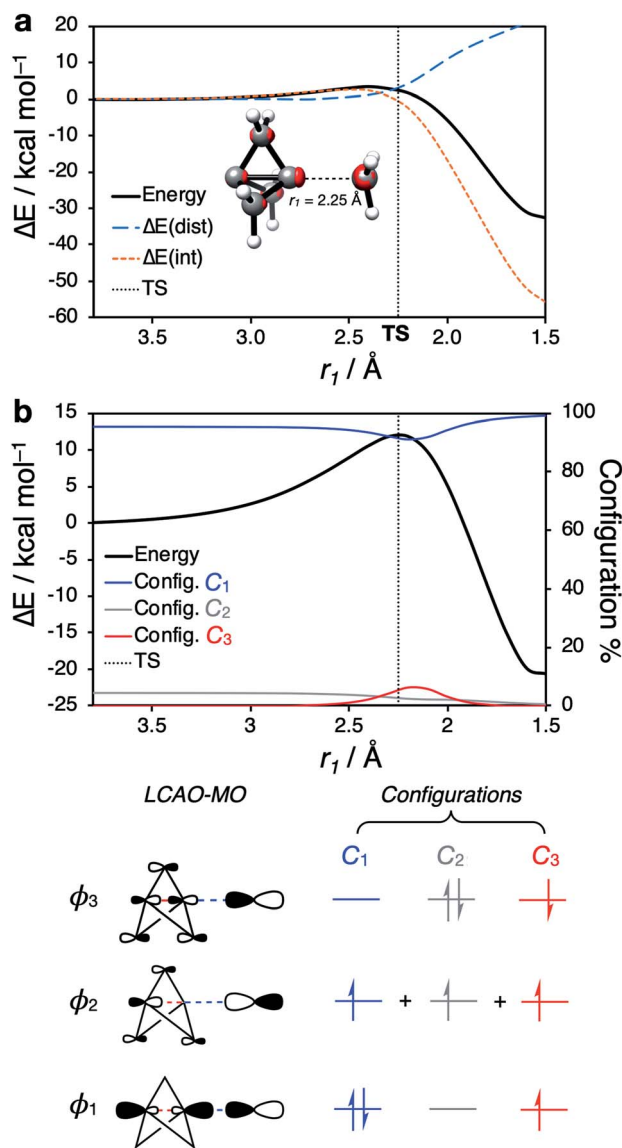 a
20
10
0
-10
-20
-30
-40
-50
-60
ΔE / kcal mol⁻¹
Energy
ΔE(dist)
ΔE(int)
TS
r₁ = 2.25 Å
3.5 3.0 2.5 TS 2.0 1.5
r₁ / Å
b
15
10
5
0
-5
-10
-15
-20
-25
ΔE / kcal mol⁻¹
Energy
Config. C₁
Config. C₂
Config. C₃
TS
100
80
60
40
20
0
Configuration %
3.5 3 2.5 2 1.5
r₁ / Å
LCAO-MO Configurations
C₁ C₂ C₃
ϕ₃
ϕ₂ + +
ϕ₁